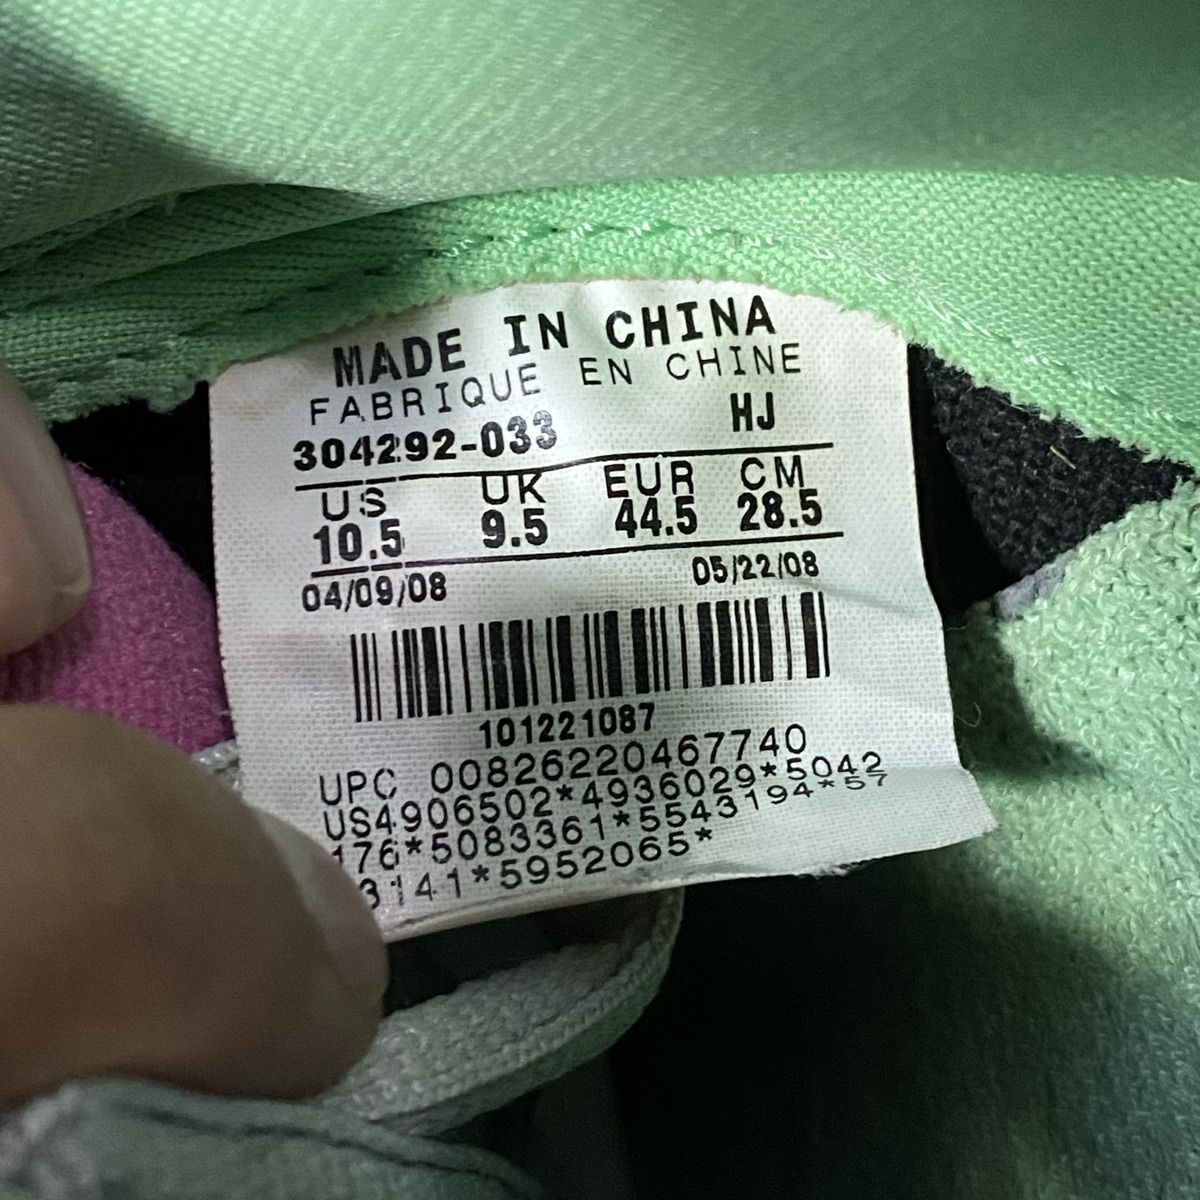 MADE IN CHINA
FABRIQUE EN CHINE
304292-033 HJ
US UK EUR CM
10.5 9.5 44.5 28.5
04/09/08 05/22/08
101221087
UPC 00826220467740
US4906502*4936029*5042
176*5083361*5543194*57
3141*5952065*